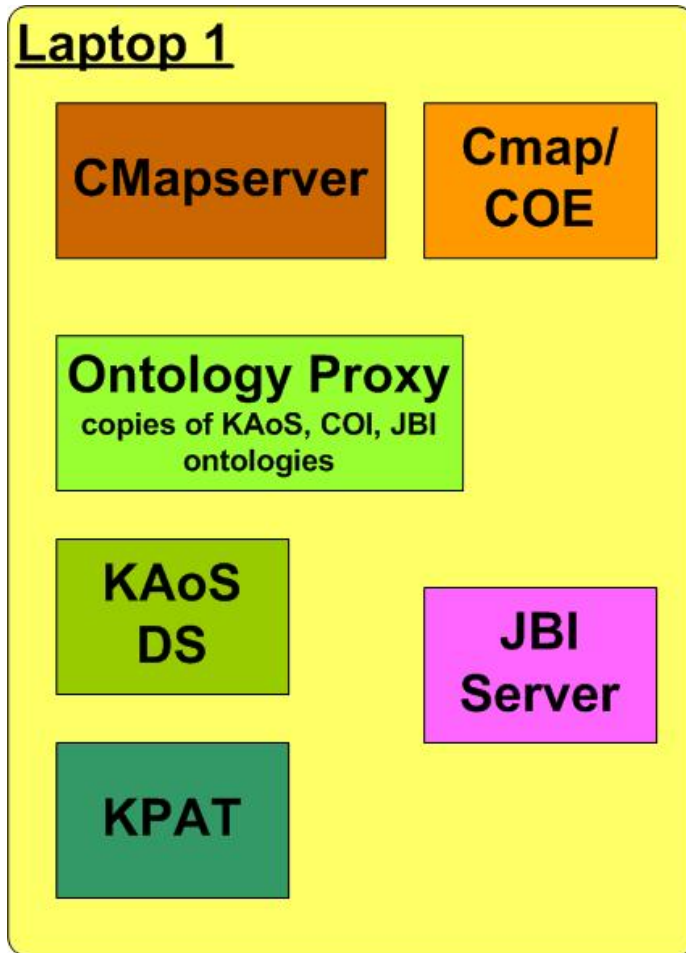 Laptop 1
CMapserver
Cmap/
COE
Ontology Proxy
copies of KAoS, COI, JBI
ontologies
KAoS
DS
JBI
Server
KPAT